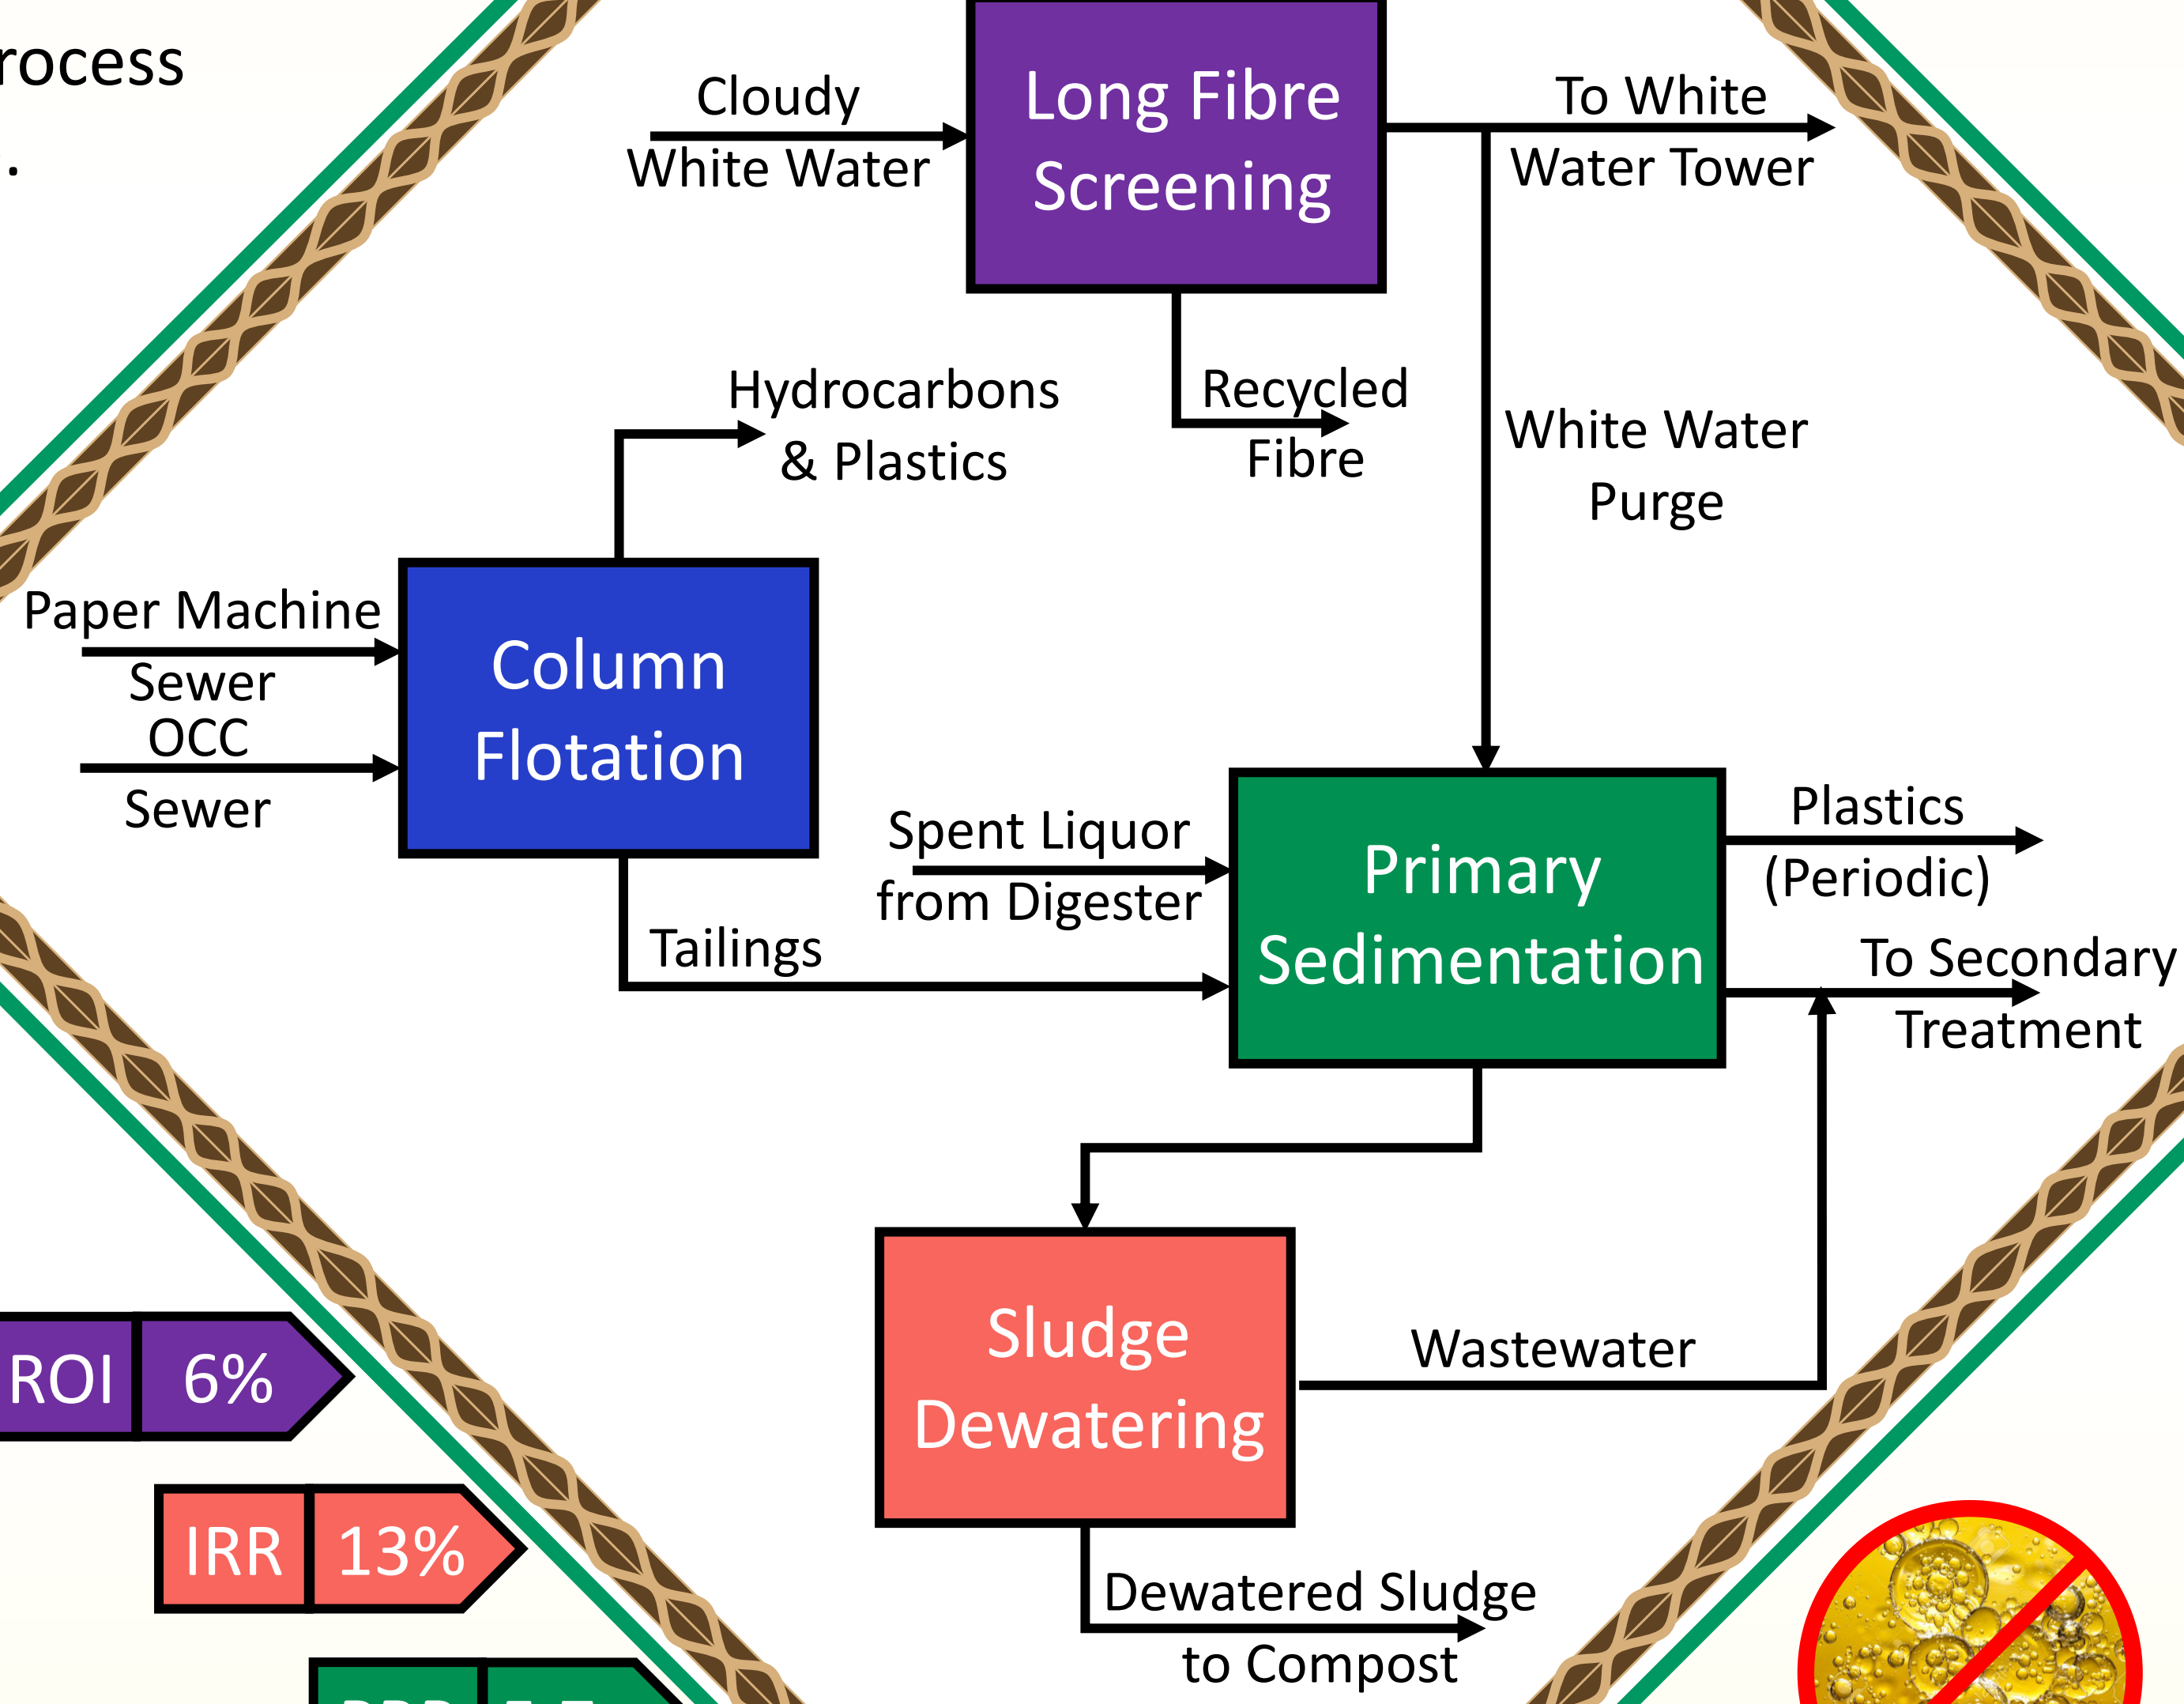 rocess
.
Cloudy
White Water
Long Fibre
Screening
To White
Water Tower
Hydrocarbons
& Plastics
Recycled
Fibre
White Water
Purge
Paper Machine
Sewer
OCC
Sewer
Column
Flotation
Spent Liquor
from Digester
Tailings
Primary
Sedimentation
Plastics
(Periodic)
To Secondary
Treatment
Sludge
Dewatering
Wastewater
Dewatered Sludge
to Compost
ROI 6%
IRR 13%